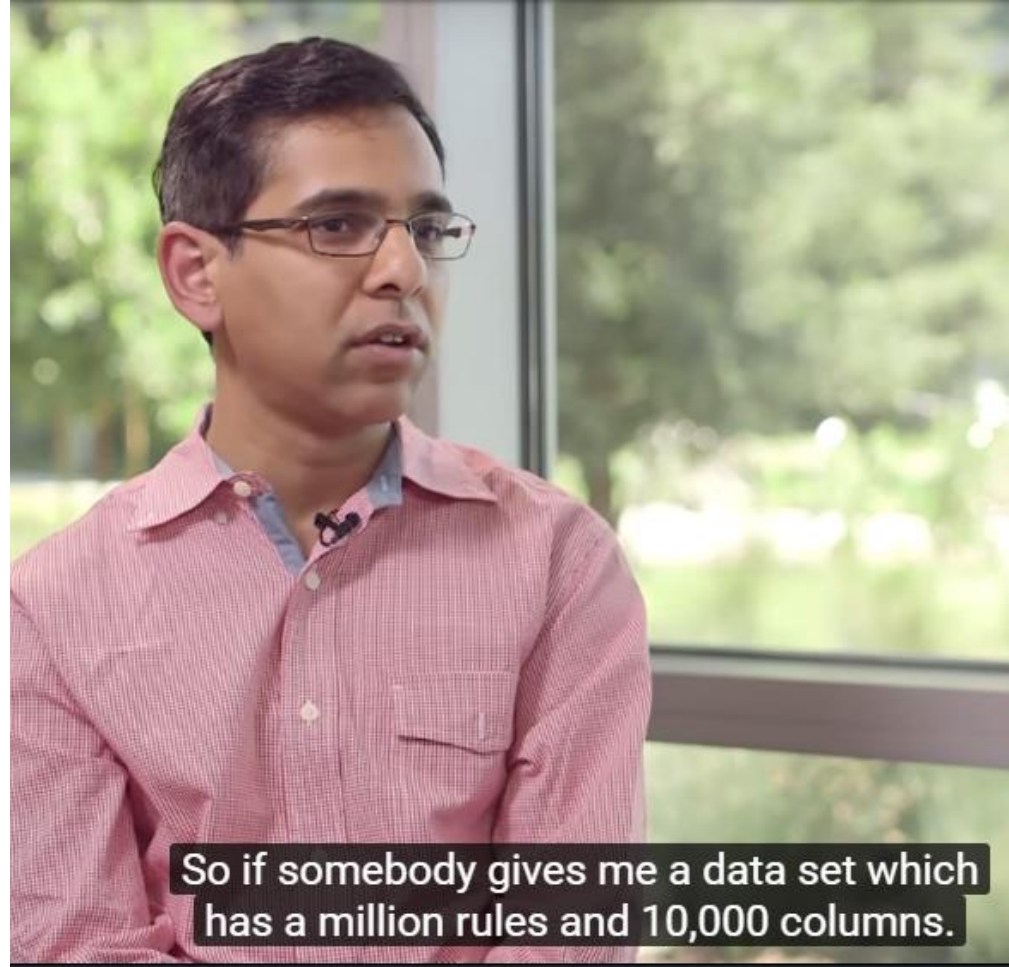 So if somebody gives me a data set which
has a million rules and 10,000 columns.